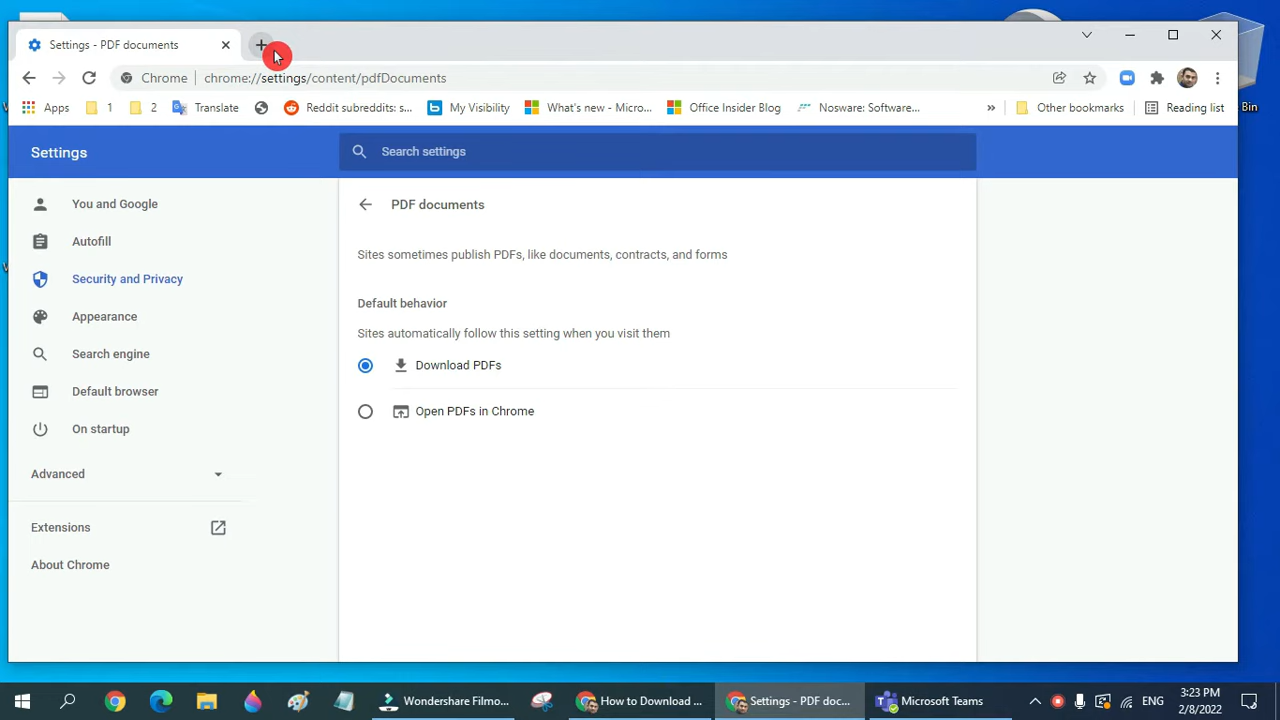 Settings - PDF documents
Chrome chrome://settings/content/pdfDocuments
Apps 1 2 Translate Reddit subreddits: s... My Visibility What's new - Micro... Office Insider Blog Nosware: Software... » Other bookmarks Reading list
Bin
Settings
Search settings
You and Google
Autofill
Security and Privacy
Appearance
Search engine
Default browser
On startup
Advanced
Extensions
About Chrome
PDF documents
Sites sometimes publish PDFs, like documents, contracts, and forms
Default behavior
Sites automatically follow this setting when you visit them
Download PDFs
Open PDFs in Chrome
Wondershare Filmo... How to Download ... Settings - PDF doc... Microsoft Teams ENG
3:23 PM
2/8/2022